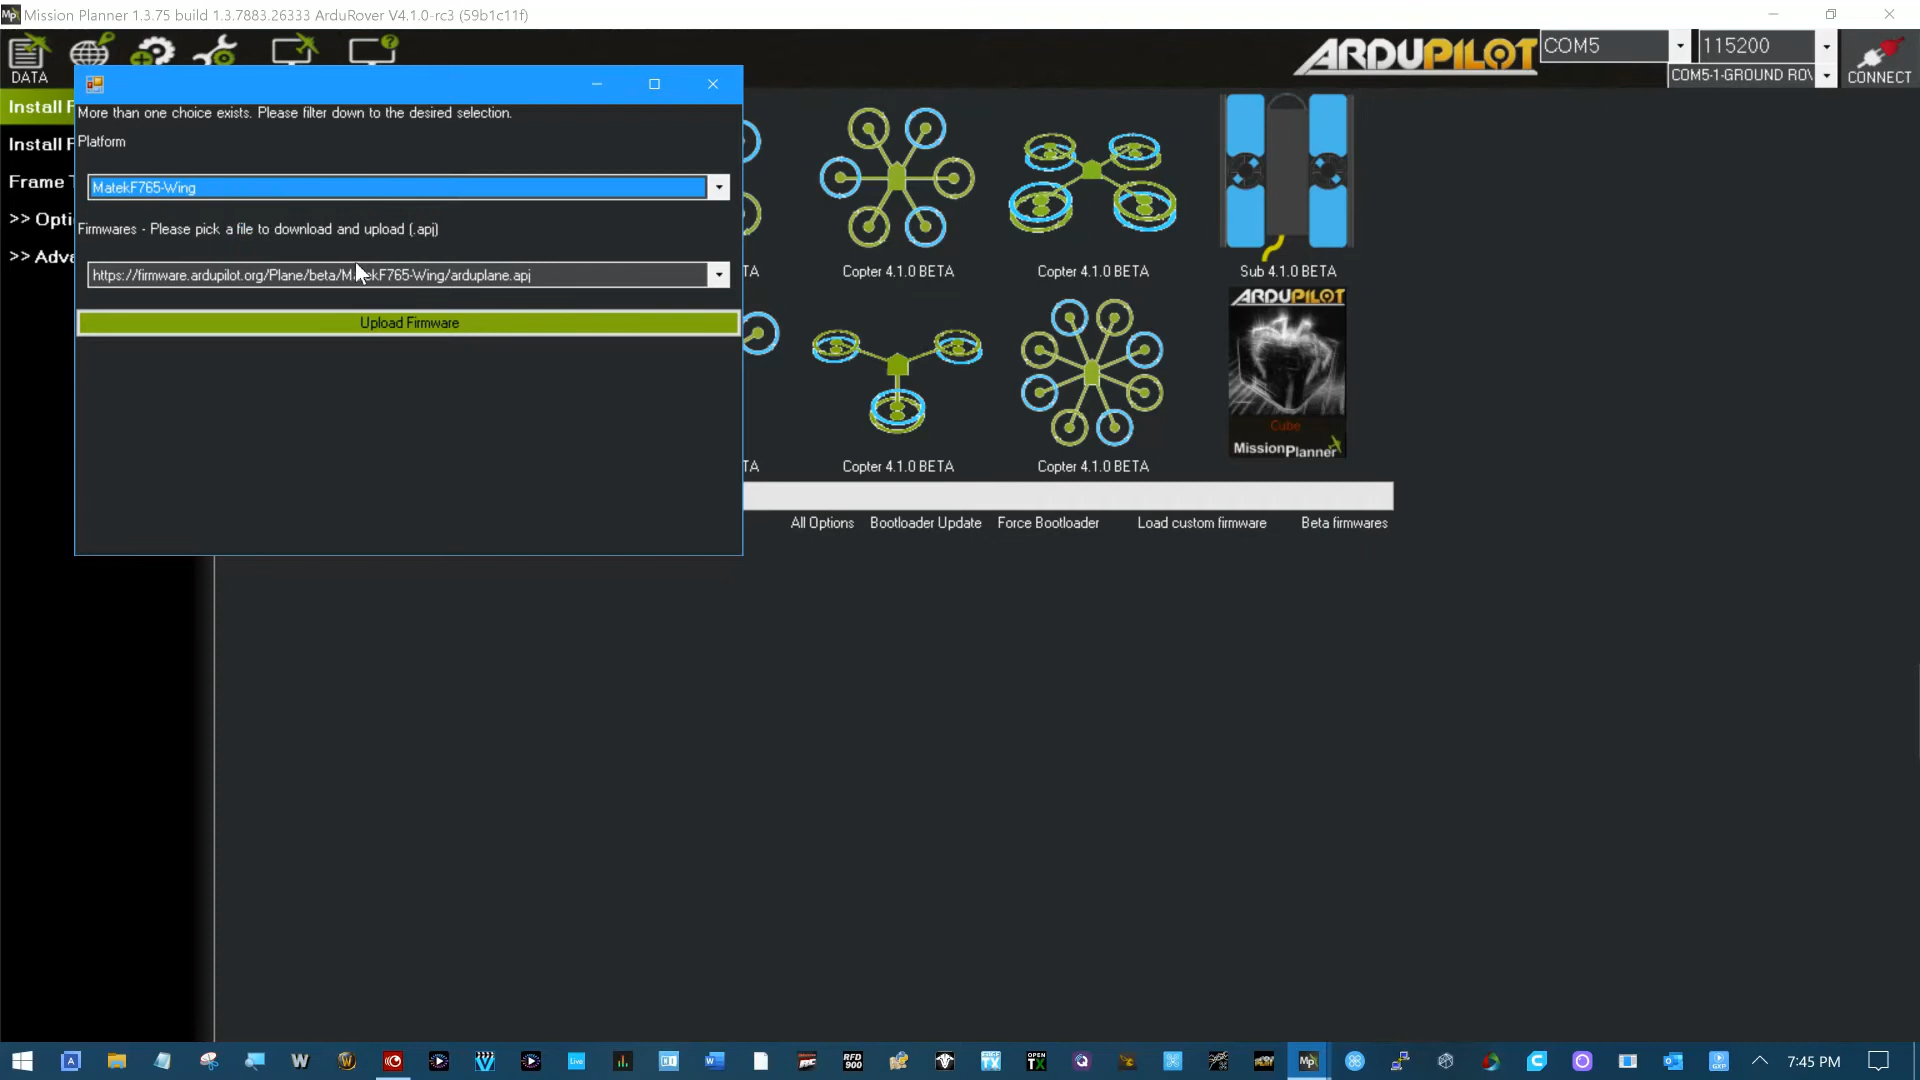 Mission Planner 1.3.75 build 1.3.7883.26333 ArduRover V4.1.0-rc3 (59b1c11f)
DATA
ARDUPILOT
COM5
115200
COM5-1-GROUND ROV
CONNECT
Install F
Install F
Frame T
>> Opti
>> Adva
More than one choice exists. Please filter down to the desired selection.
Platform
MatekF765-Wing
Firmwares - Please pick a file to download and upload (.apj)
https://firmware.ardupilot.org/Plane/beta/MatekF765-Wing/arduplane.apj
Upload Firmware
TA
Copter 4.1.0 BETA
Copter 4.1.0 BETA
Sub 4.1.0 BETA
ARDUPILOT
Cube
MissionPlanner
TA
Copter 4.1.0 BETA
Copter 4.1.0 BETA
All Options
Bootloader Update
Force Bootloader
Load custom firmware
Beta firmwares
7:45 PM